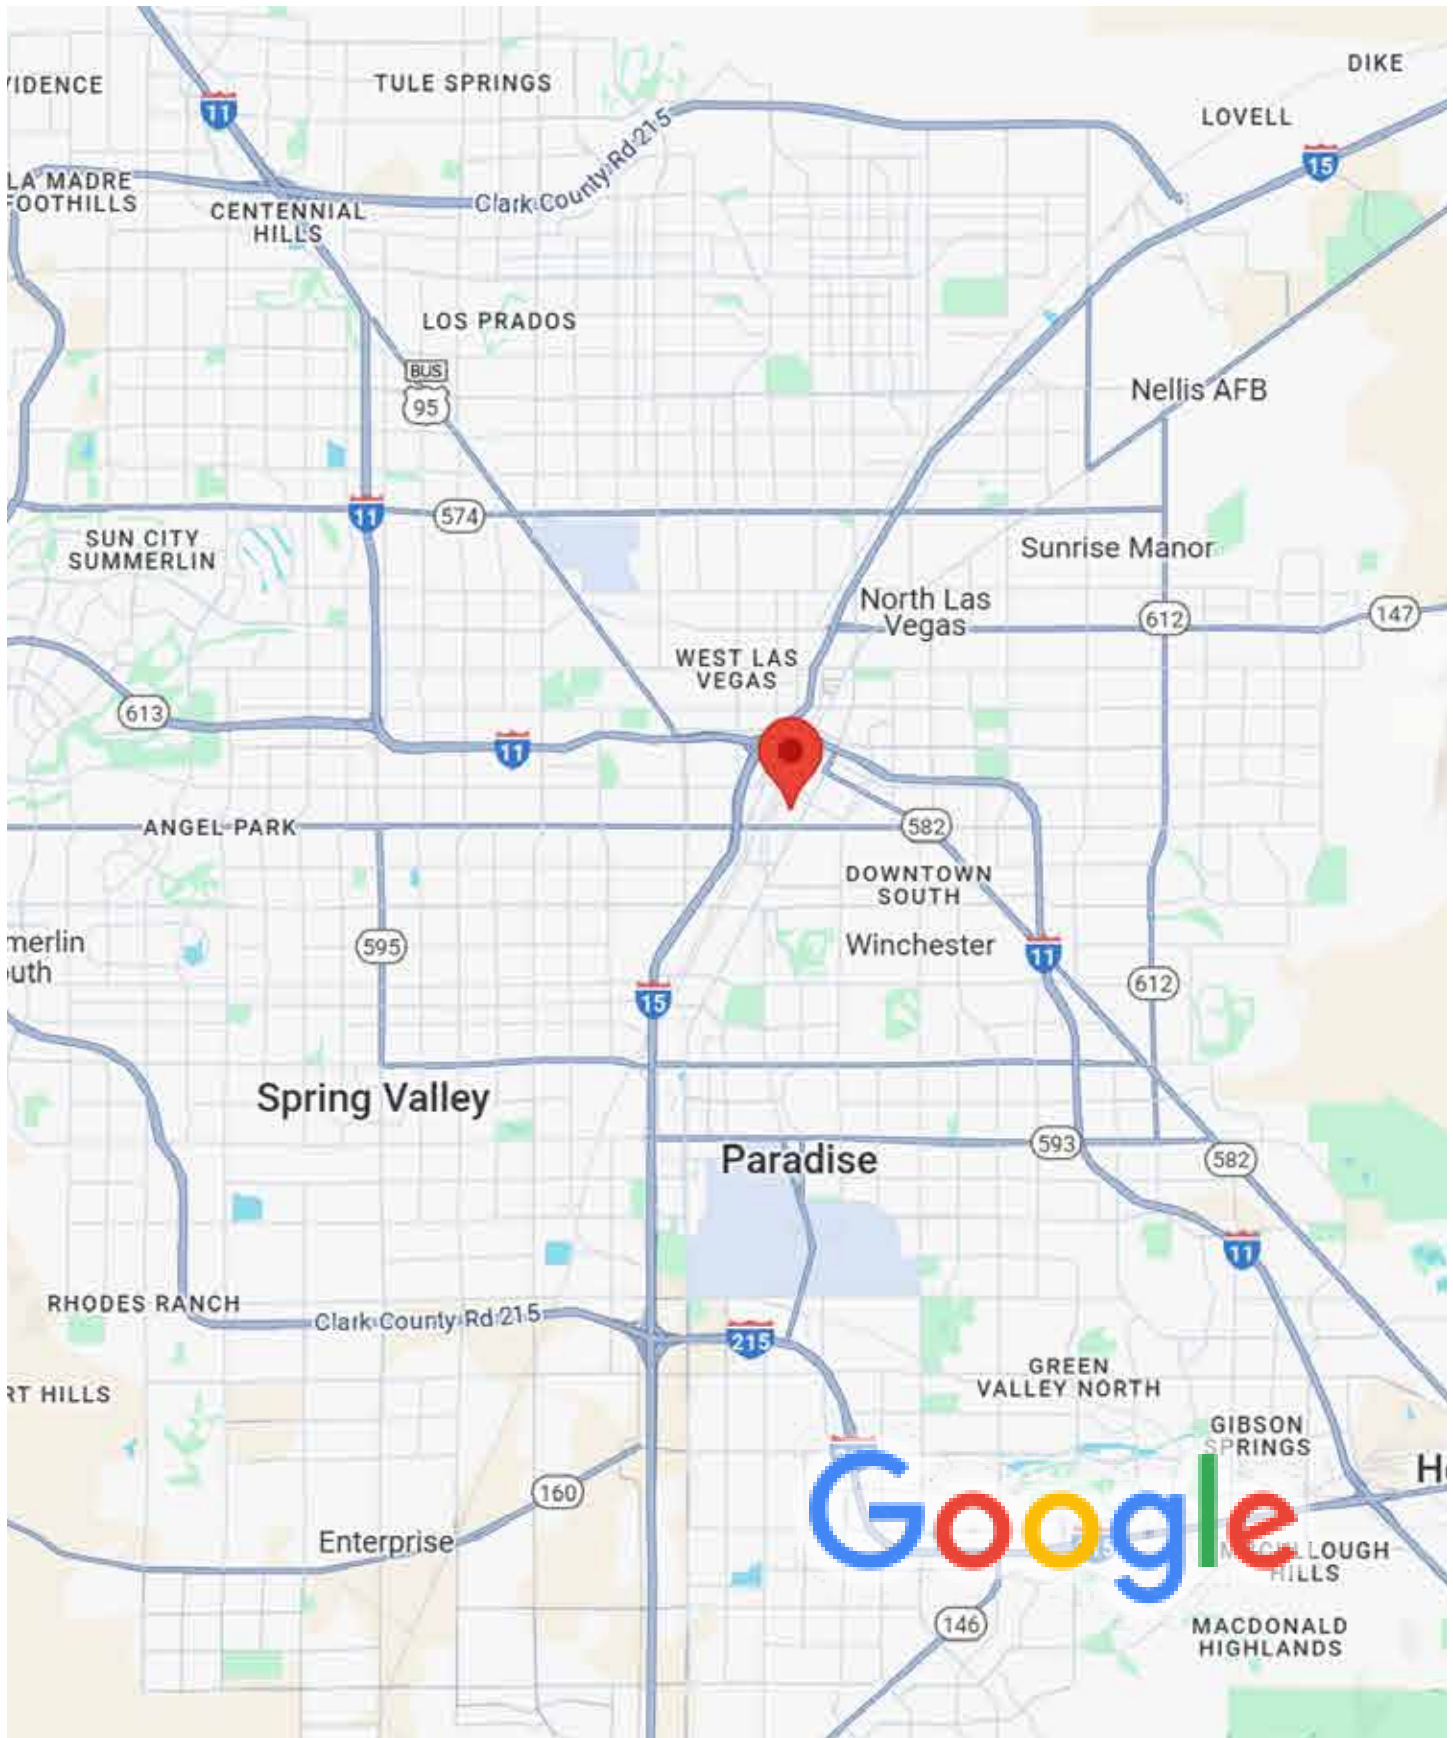 DIKE
VIDENCE
TULE SPRINGS
11
LOVELL
15
LA MADRE
FOOTHILLS
Clark County Rd 215
CENTENNIAL
HILLS
LOS PRADOS
BUS
95
Nellis AFB
11
574
SUN CITY
SUMMERLIN
Sunrise Manor
North Las
Vegas
612
147
WEST LAS
VEGAS
613
11
ANGEL PARK
582
DOWNTOWN
SOUTH
merlin
outh
595
Winchester
11
612
15
Spring Valley
Paradise
593
582
11
RHODES RANCH
Clark County Rd 215
215
GREEN
VALLEY NORTH
RT HILLS
GIBSON
SPRINGS
He
160
Google
Enterprise
MCCULLOUGH
HILLS
146
MACDONALD
HIGHLANDS